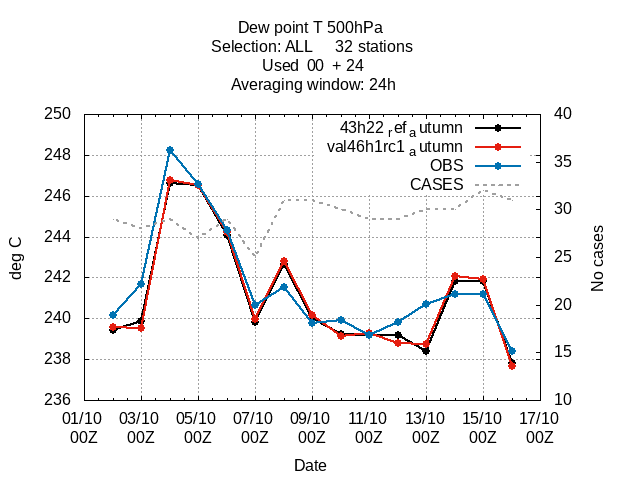 Dew point T 500hPa
Selection: ALL 32 stations
Used 00 + 24
Averaging window: 24h
250 40
43h22_ref_autumn
val46h1rc1_autumn
OBS
CASES
248 35
246
244 30
242 25
240 20
238 15
236 10
deg C
No cases
01/10 03/10 05/10 07/10 09/10 11/10 13/10 15/10 17/10
00Z 00Z 00Z 00Z 00Z 00Z 00Z 00Z 00Z
Date